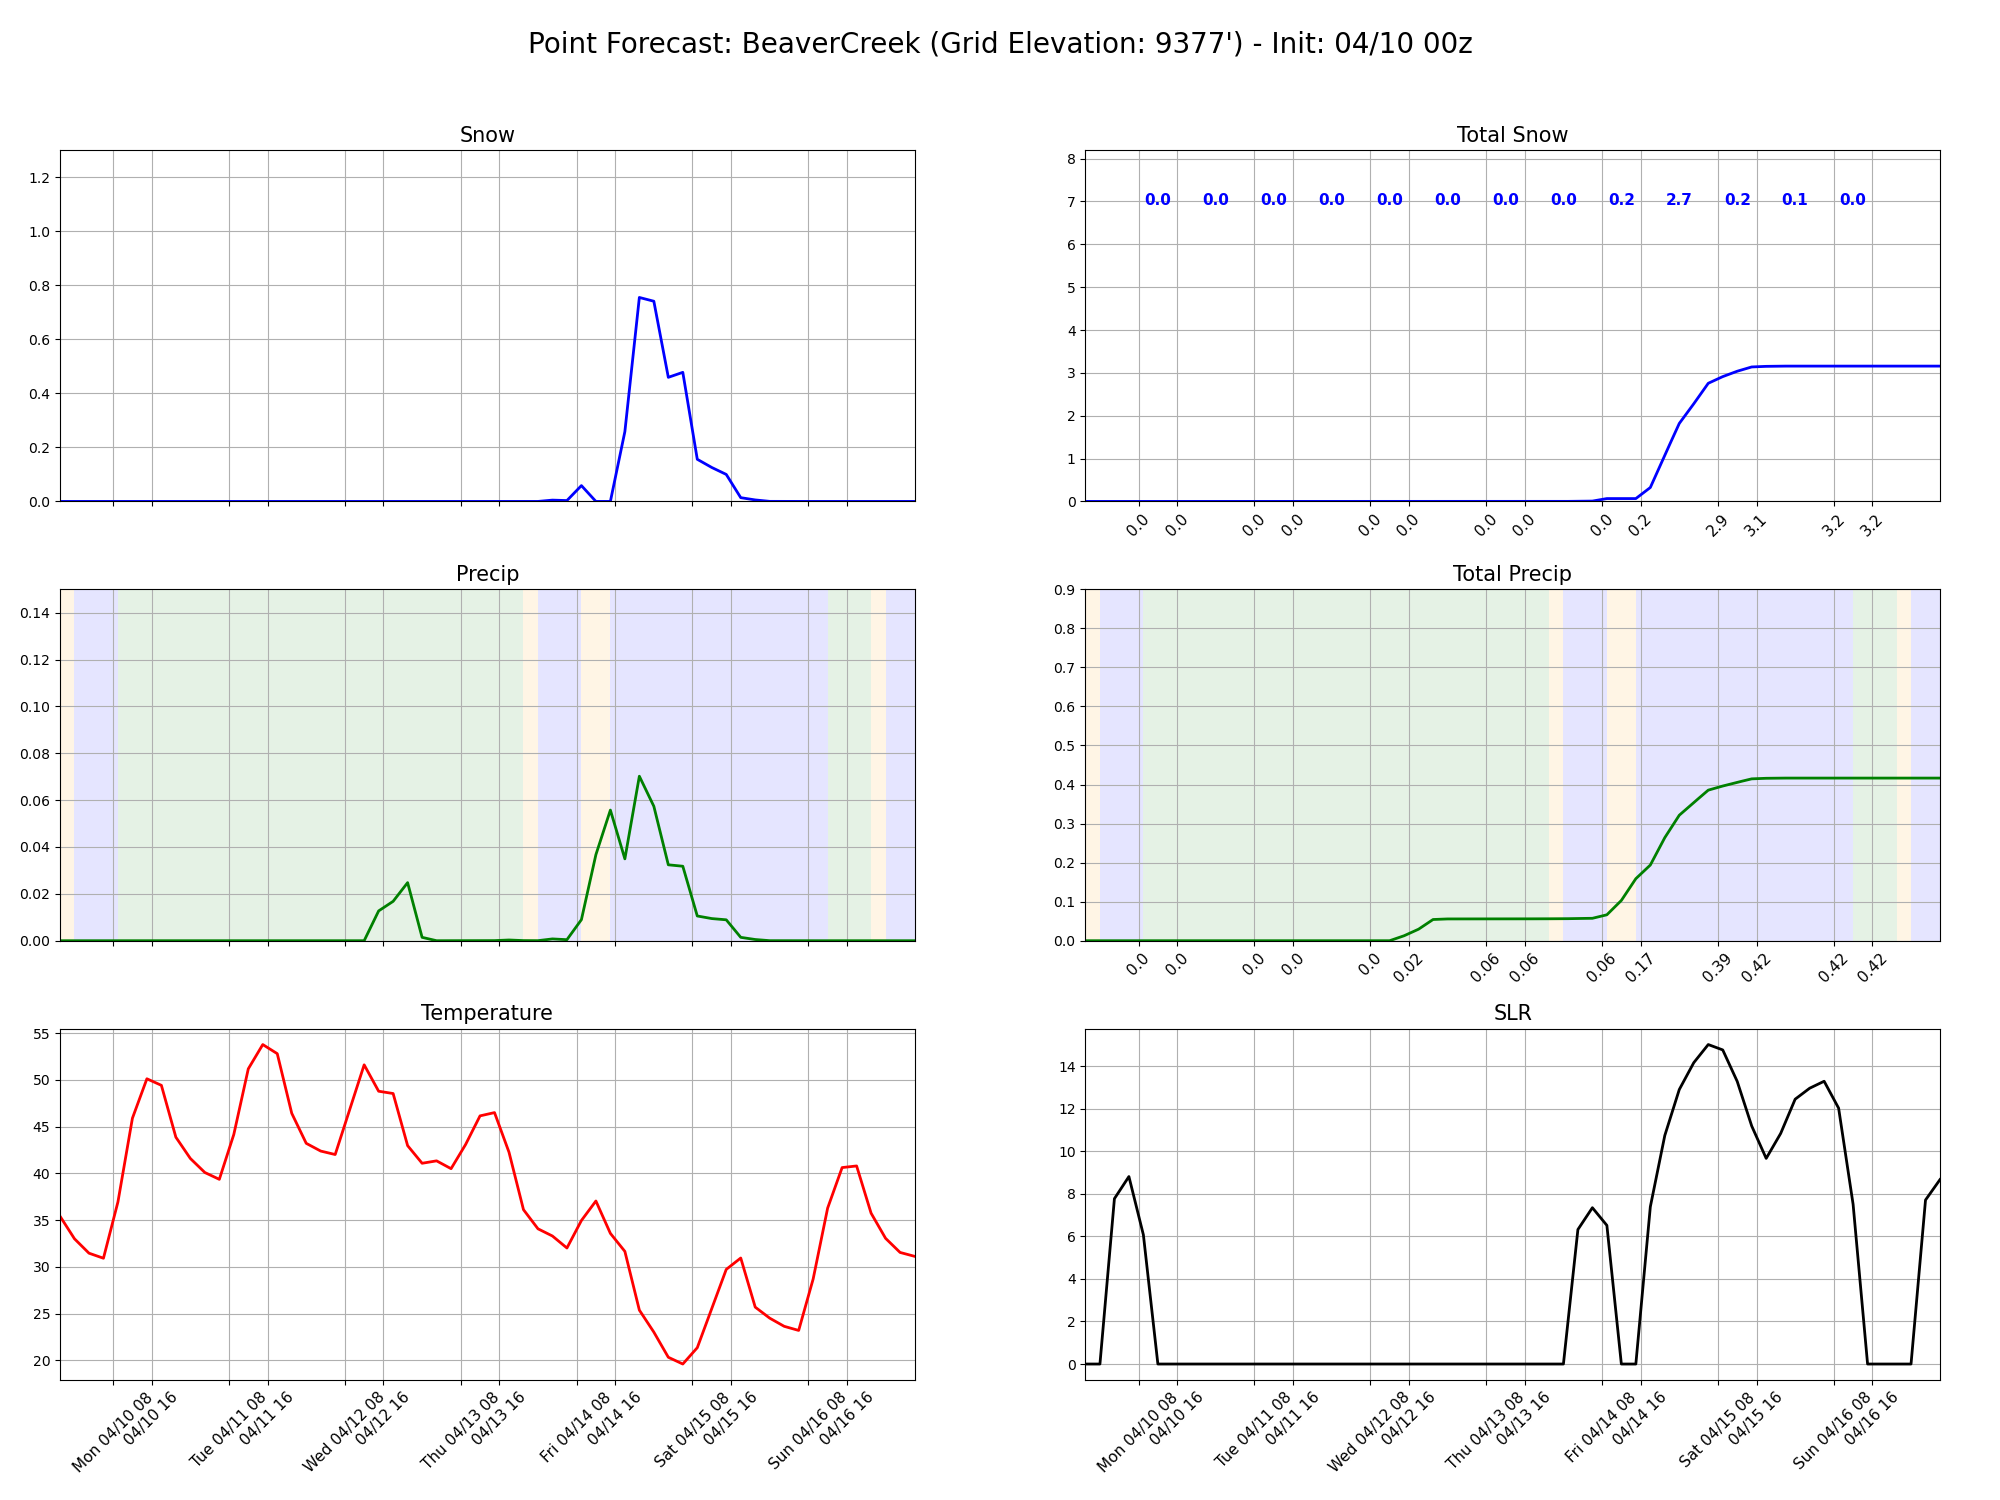 Point Forecast: BeaverCreek (Grid Elevation: 9377') - Init: 04/10 00z
Snow
1.2
1.0
0.8
0.6
0.4
0.2
0.0
Total Snow
8
7
6
5
4
3
2
1
0
0.0 0.0 0.0 0.0 0.0 0.0 0.0 0.0 0.2 2.7 0.2 0.1 0.0
0.0 0.0 0.0 0.0 0.0 0.0 0.0 0.0 0.0 0.2 2.9 3.1 3.2 3.2
Precip
0.14
0.12
0.10
0.08
0.06
0.04
0.02
0.00
Total Precip
0.9
0.8
0.7
0.6
0.5
0.4
0.3
0.2
0.1
0.0
0.0 0.0 0.0 0.0 0.0 0.02 0.06 0.06 0.06 0.17 0.39 0.42 0.42 0.42
Temperature
55
50
45
40
35
30
25
20
Mon 04/10 08
04/10 16
Tue 04/11 08
04/11 16
Wed 04/12 08
04/12 16
Thu 04/13 08
04/13 16
Fri 04/14 08
04/14 16
Sat 04/15 08
04/15 16
Sun 04/16 08
04/16 16
SLR
14
12
10
8
6
4
2
0
Mon 04/10 08
04/10 16
Tue 04/11 08
04/11 16
Wed 04/12 08
04/12 16
Thu 04/13 08
04/13 16
Fri 04/14 08
04/14 16
Sat 04/15 08
04/15 16
Sun 04/16 08
04/16 16